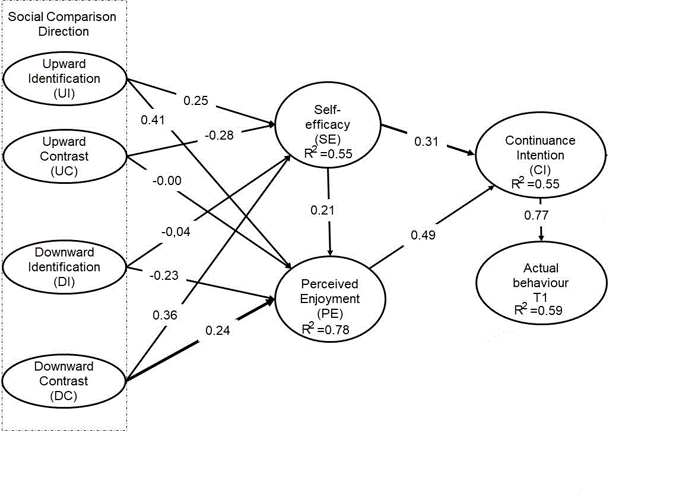 Social Comparison
Direction
Upward
Identification
(UI)
Upward
Contrast
(UC)
Downward
Identification
(DI)
Downward
Contrast
(DC)
0.25
0.41
-0.28
-0.00
-0,04
-0.23
0.36
0.24
Self-
efficacy
(SE)
R²=0.55
0.21
Perceived
Enjoyment
(PE)
R²=0.78
0.31
0.49
Continuance
Intention
(CI)
R²=0.55
0.77
Actual
behaviour
T1
R²=0.59